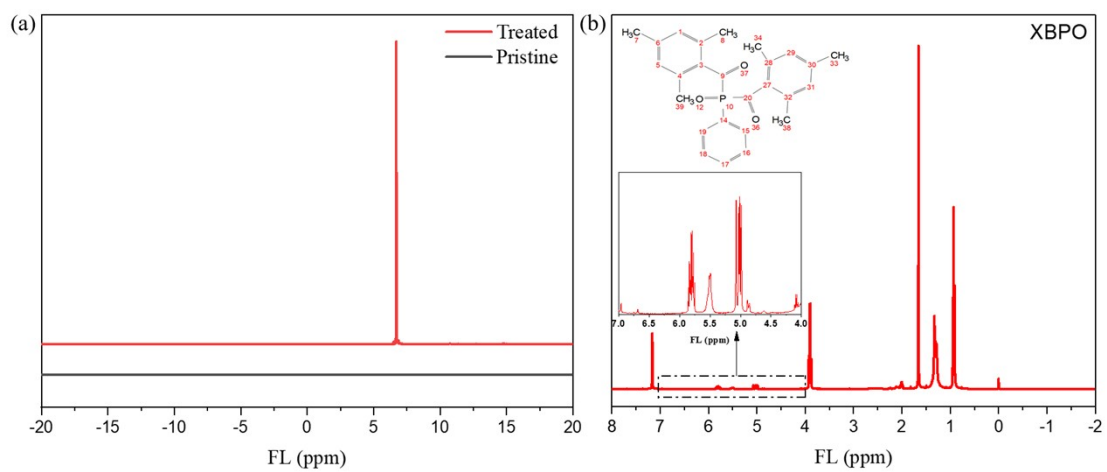 (a)
Treated
Pristine
-20 -15 -10 -5 0 5 10 15 20
FL (ppm)
(b)
XBPO
H₃C 7
6
1
2
CH₃ 8
5
4
3
9
O 37
CH₃ 39
O 12
P 10
14
19
15
18
16
17
34 H₃C
29
28
30
CH₃ 33
27
31
32
20
O 36
H₃C 38
7.0 6.5 6.0 5.5 5.0 4.5 4.0
FL (ppm)
8 7 6 5 4 3 2 1 0 -1 -2
FL (ppm)